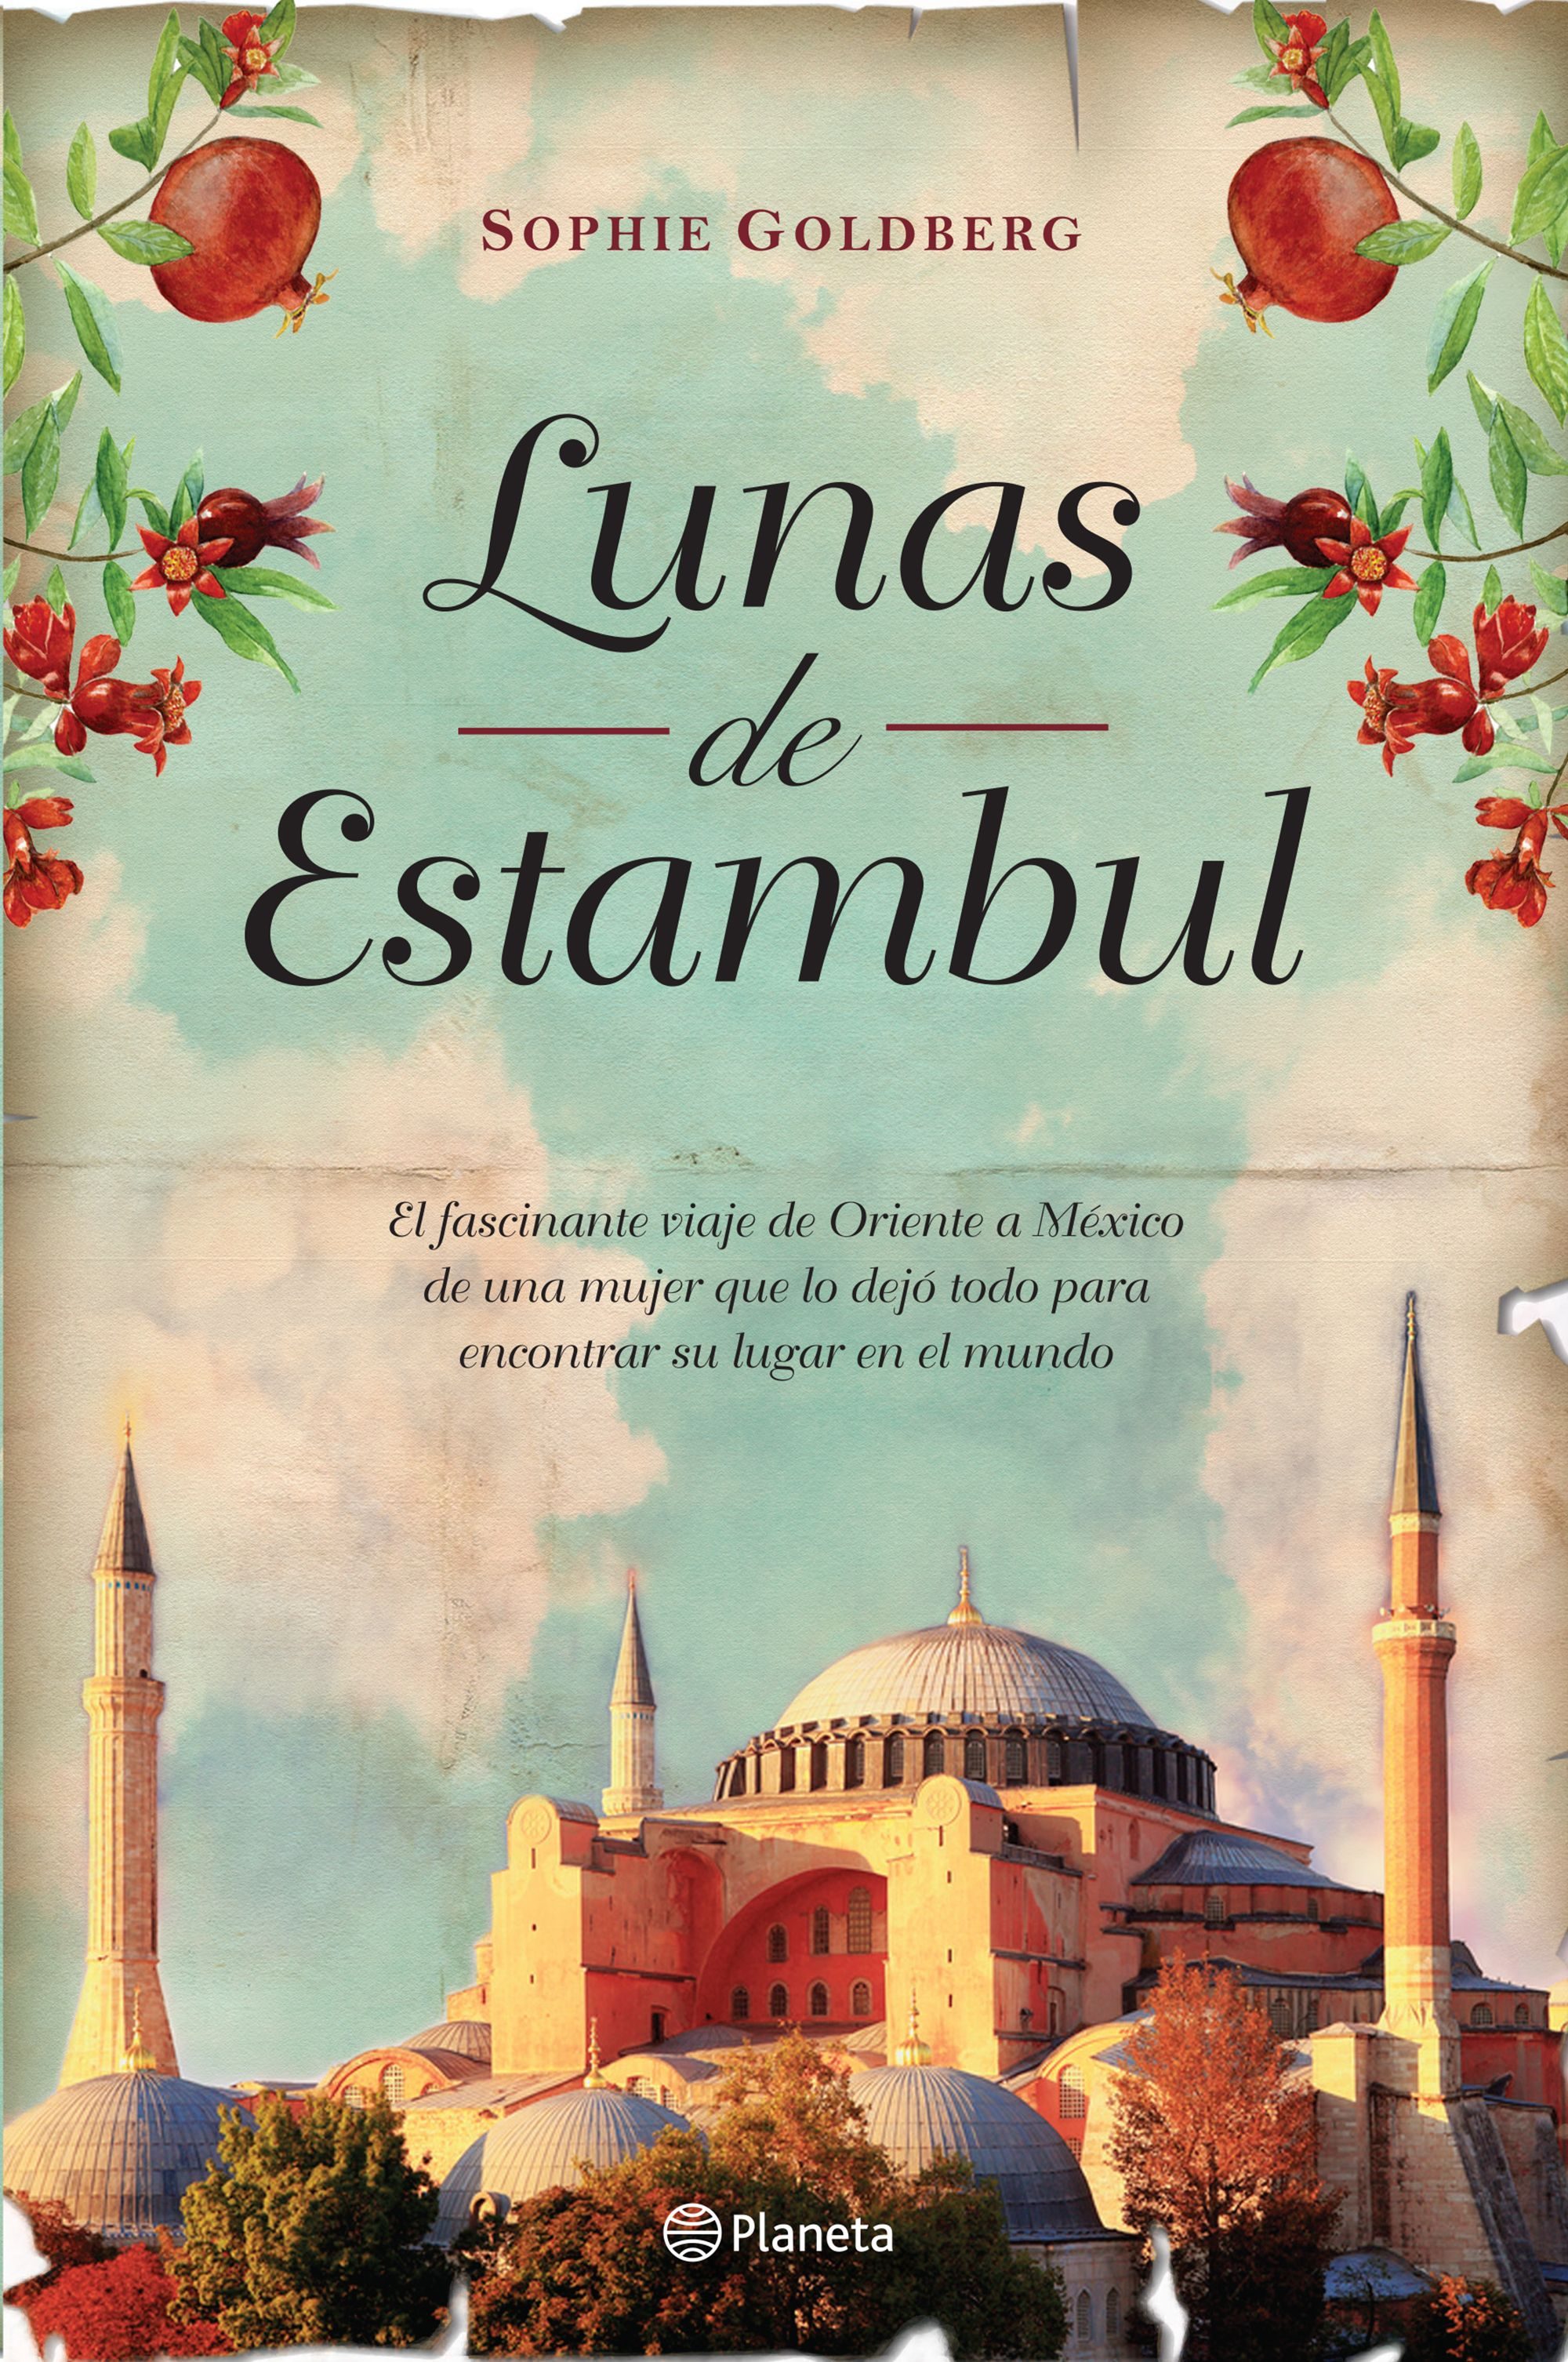 SOPHIE GOLDBERG
Lunas
de
Estambul
El fascinante viaje de Oriente a México
de una mujer que lo dejó todo para
encontrar su lugar en el mundo
Planeta